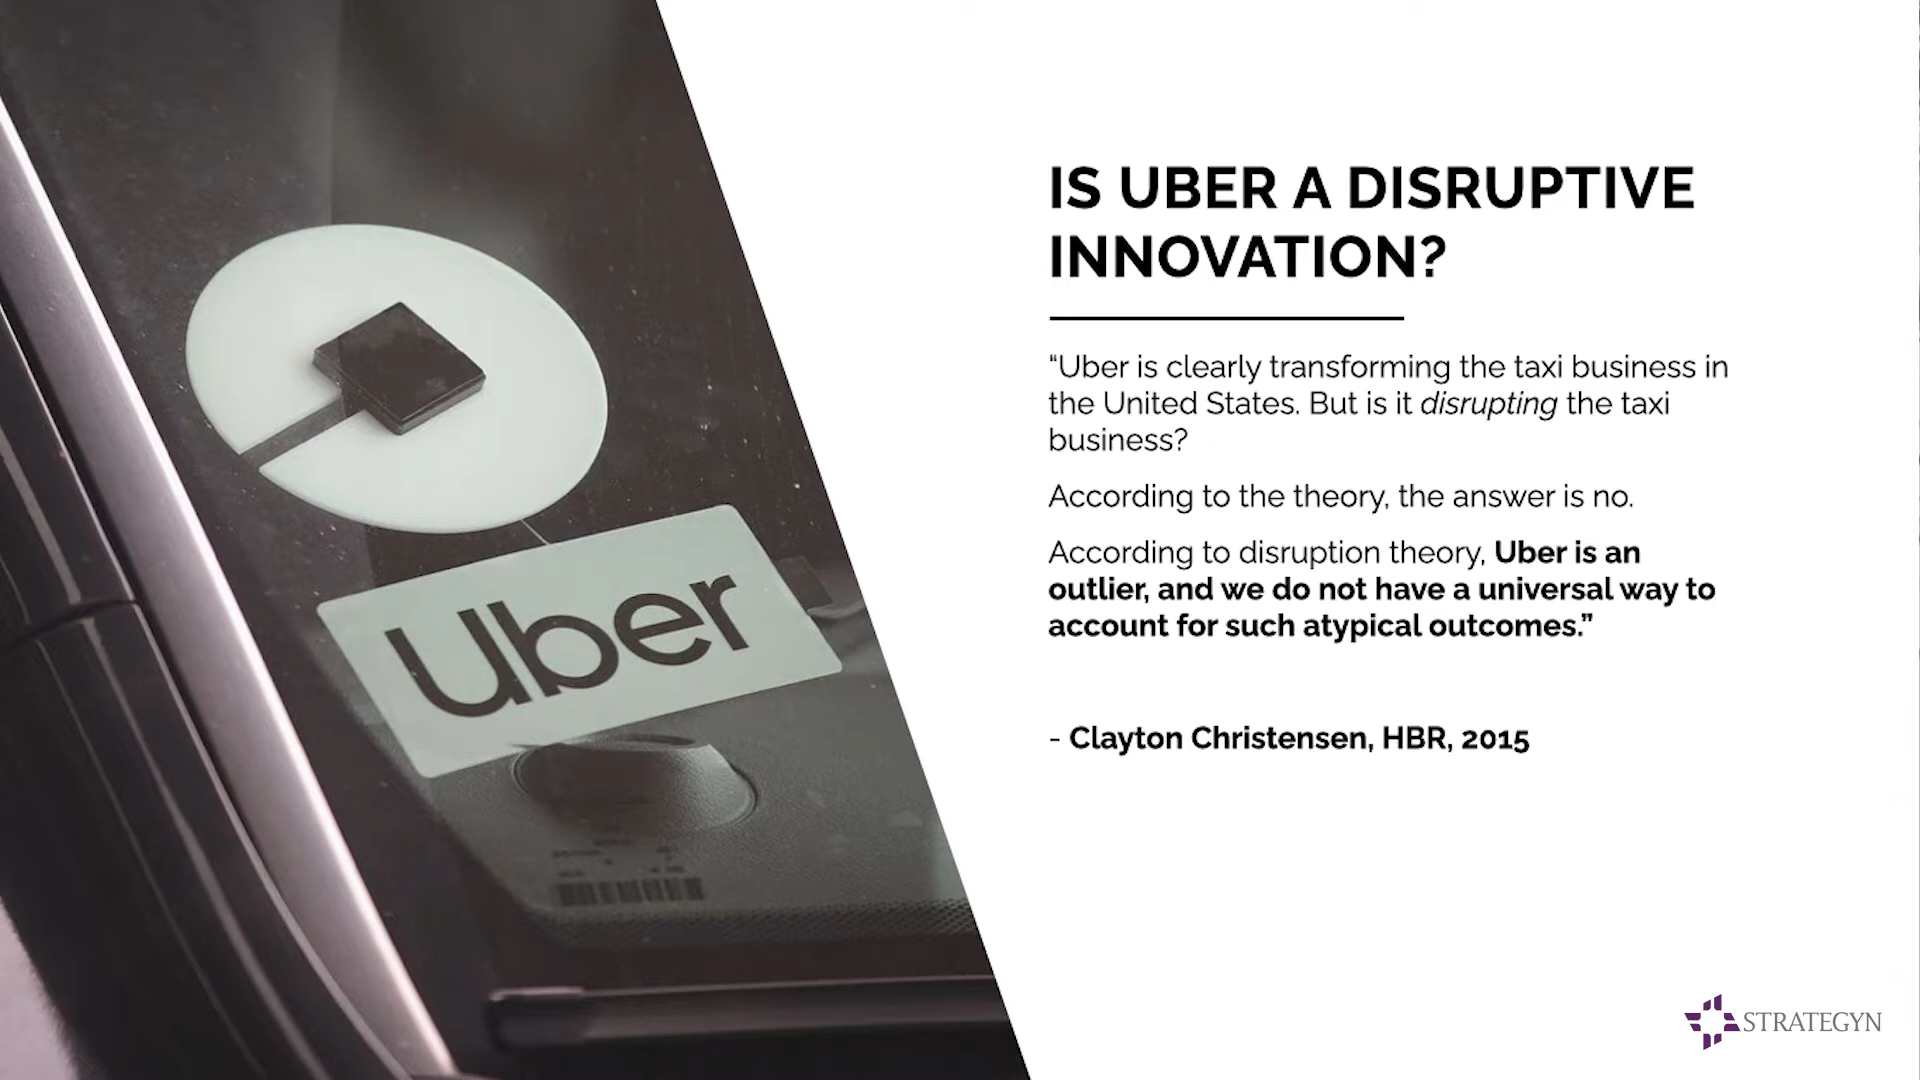 IS UBER A DISRUPTIVE
INNOVATION?
“Uber is clearly transforming the taxi business in
the United States. But is it disrupting the taxi
business?
According to the theory, the answer is no.
According to disruption theory, Uber is an
outlier, and we do not have a universal way to
account for such atypical outcomes.”
- Clayton Christensen, HBR, 2015
Uber
STRATEGYN